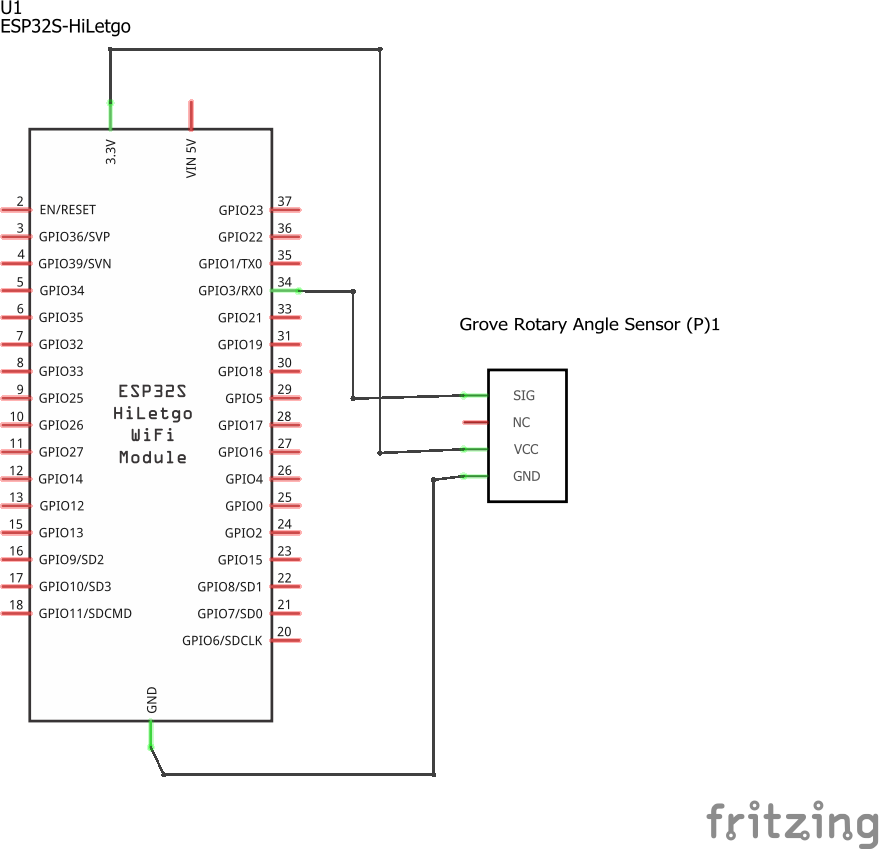 U1
ESP32S-HiLetgo
3.3V
VIN 5V
2 EN/RESET GPIO23 37
3 GPIO36/SVP GPIO22 36
4 GPIO39/SVN GPIO1/TX0 35
5 GPIO34 GPIO3/RX0 34
6 GPIO35 GPIO21 33
7 GPIO32 GPIO19 31
8 GPIO33 GPIO18 30
9 GPIO25 GPIO5 29
10 GPIO26 GPIO17 28
11 GPIO27 GPIO16 27
12 GPIO14 GPIO4 26
13 GPIO12 GPIO0 25
15 GPIO13 GPIO2 24
16 GPIO9/SD2 GPIO15 23
17 GPIO10/SD3 GPIO8/SD1 22
18 GPIO11/SDCMD GPIO7/SD0 21
GPIO6/SDCLK 20
ESP32S
HiLetgo
WiFi
Module
GND
Grove Rotary Angle Sensor (P)1
SIG
NC
VCC
GND
fritzing